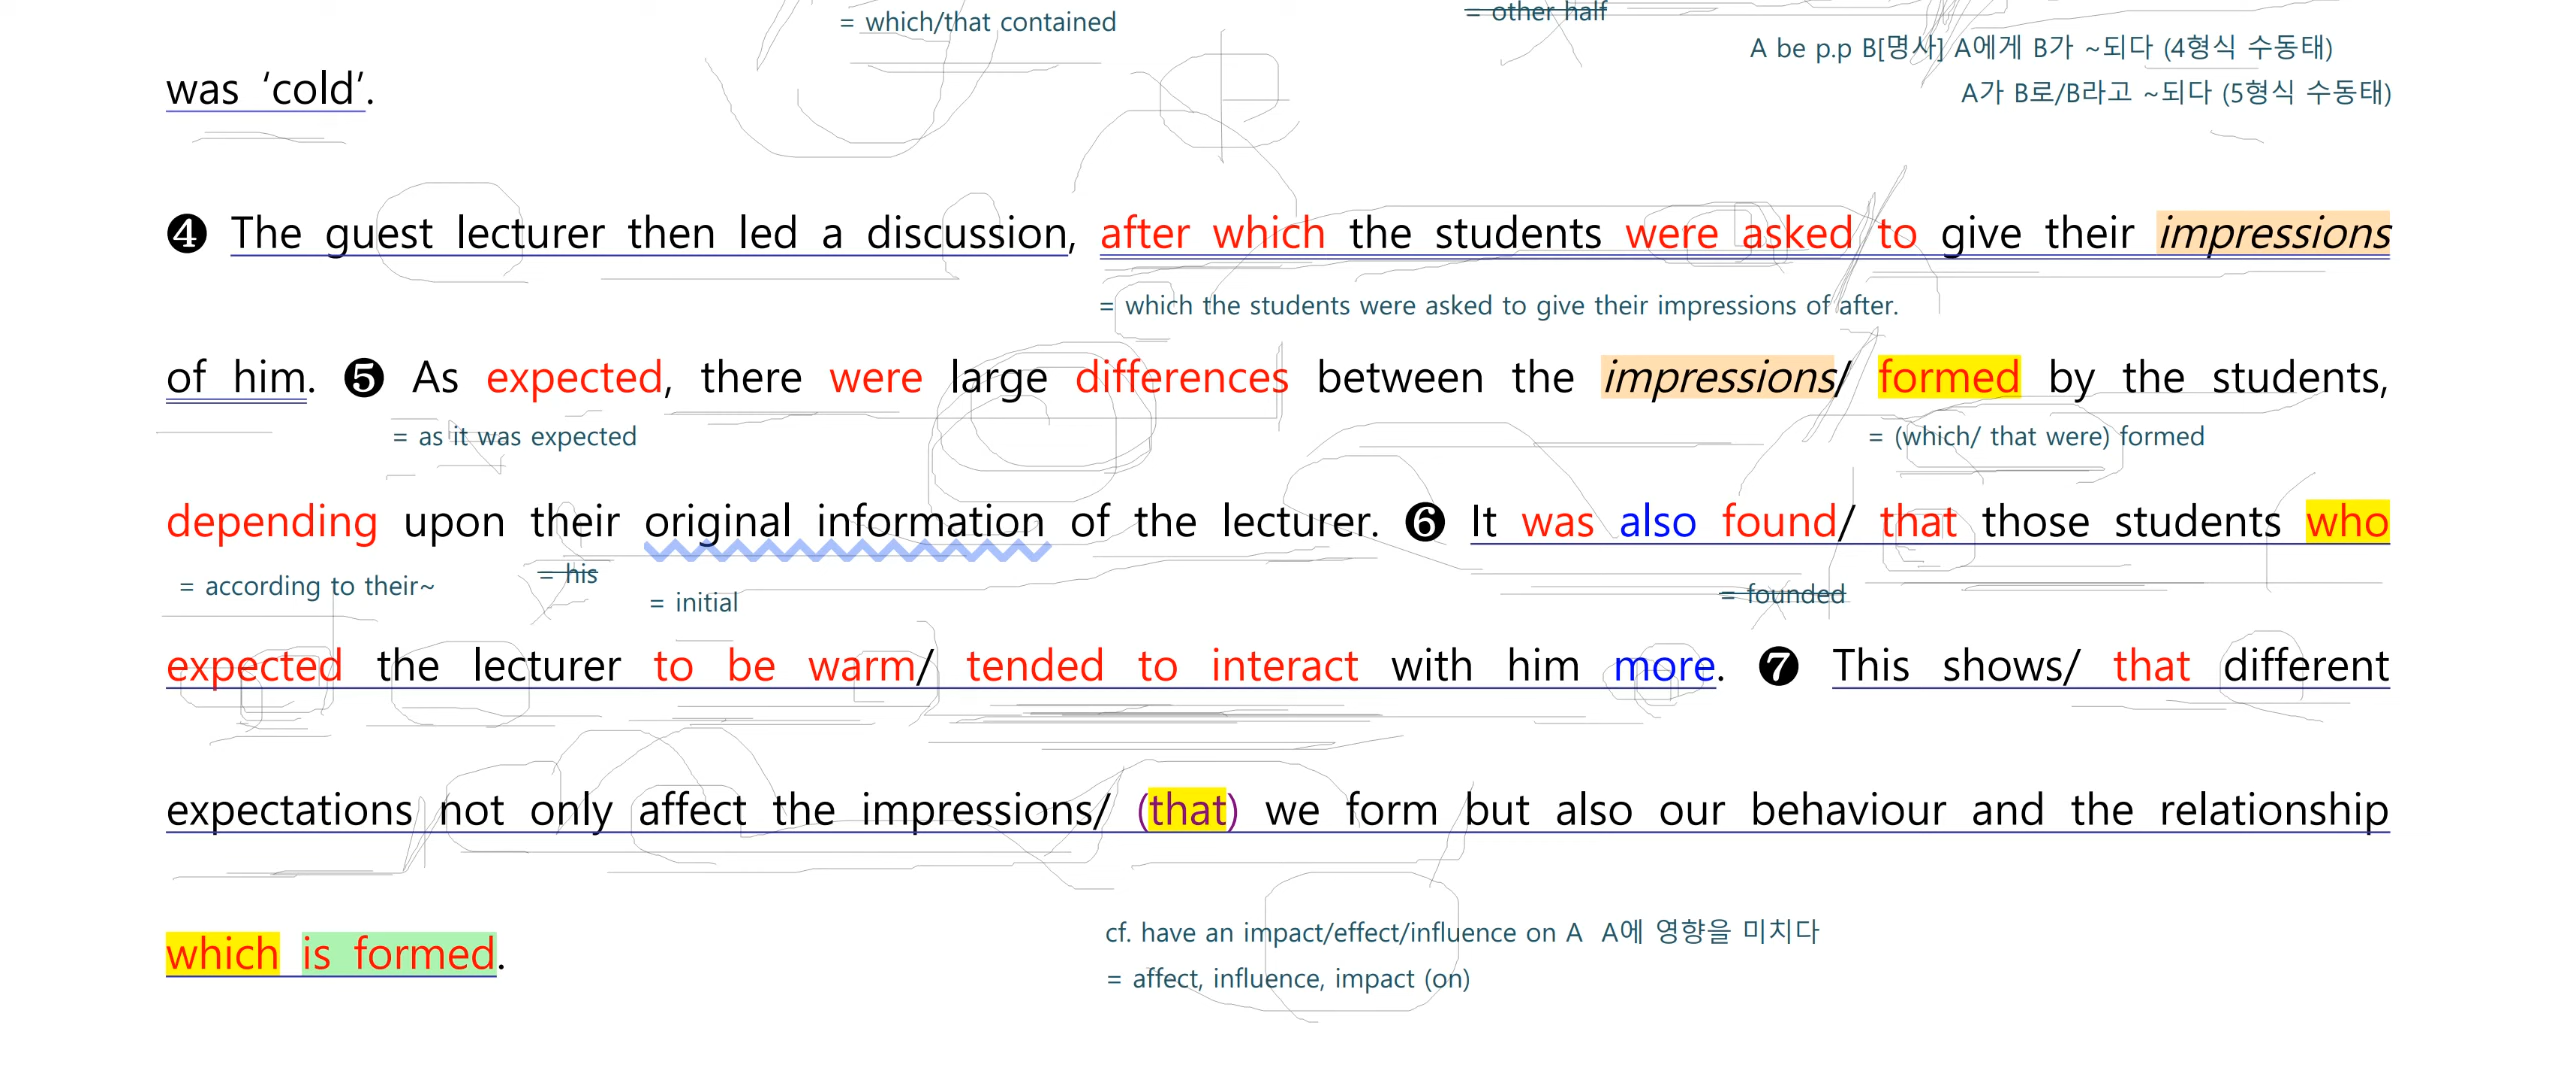 = which/that contained
= other half
A be p.p B[명사] A에게 B가 ~되다 (4형식 수동태)
was ‘cold’.
A가 B로/B라고 ~되다 (5형식 수동태)
❹ The guest lecturer then led a discussion, after which the students were asked to give their impressions
= which the students were asked to give their impressions of after.
of him. ❺ As expected, there were large differences between the impressions/ formed by the students,
= as it was expected
= (which/ that were) formed
depending upon their original information of the lecturer. ❻ It was also found/ that those students who
= according to their~
= his
= initial
= founded
expected the lecturer to be warm/ tended to interact with him more. ❼ This shows/ that different
expectations not only affect the impressions/ (that) we form but also our behaviour and the relationship
which is formed.
cf. have an impact/effect/influence on A A에 영향을 미치다
= affect, influence, impact (on)